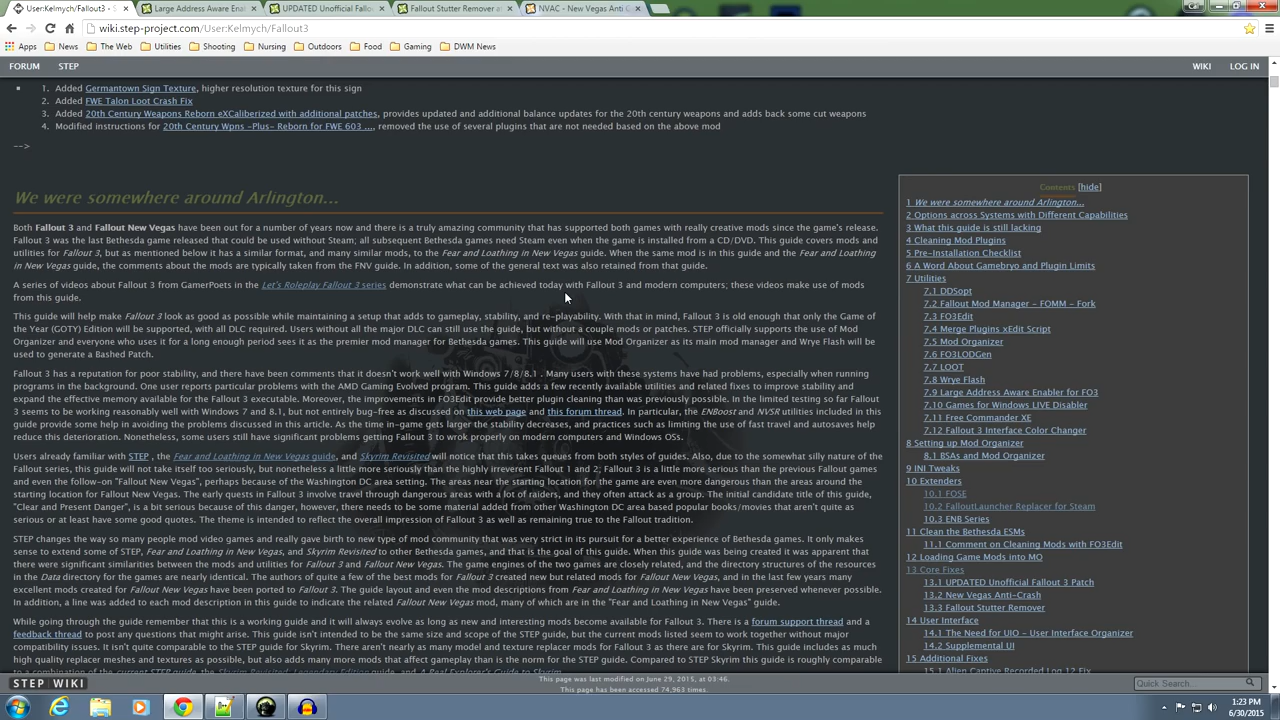 User:Kelmych/Fallout3 - S
Large Address Aware Enab
UPDATED Unofficial Fallou
Fallout Stutter Remover at
NVAC - New Vegas Anti C
wiki.step-project.com/User:Kelmych/Fallout3
Apps News The Web Utilities Shooting Nursing Outdoors Food Gaming DWM News
FORUM STEP WIKI LOG IN
1. Added Germantown Sign Texture, higher resolution texture for this sign
2. Added FWE Talon Loot Crash Fix
3. Added 20th Century Weapons Reborn eXCaliberized with additional patches, provides updated and additional balance updates for the 20th century weapons and adds back some cut weapons
4. Modified instructions for 20th Century Wpns -Plus- Reborn for FWE 603 ..., removed the use of several plugins that are not needed based on the above mod
-->
We were somewhere around Arlington...
Both Fallout 3 and Fallout New Vegas have been out for a number of years now and there is a truly amazing community that has supported both games with really creative mods since the game's release.
Fallout 3 was the last Bethesda game released that could be used without Steam; all subsequent Bethesda games need Steam even when the game is installed from a CD/DVD. This guide covers mods and
utilities for Fallout 3, but as mentioned below it has a similar format, and many similar mods, to the Fear and Loathing in New Vegas guide. When the same mod is in this guide and the Fear and Loathing
in New Vegas guide, the comments about the mods are typically taken from the FNV guide. In addition, some of the general text was also retained from that guide.
A series of videos about Fallout 3 from GamerPoets in the Let's Roleplay Fallout 3 series demonstrate what can be achieved today with Fallout 3 and modern computers; these videos make use of mods
from this guide.
This guide will help make Fallout 3 look as good as possible while maintaining a setup that adds to gameplay, stability, and re-playability. With that in mind, Fallout 3 is old enough that only the Game of
the Year (GOTY) Edition will be supported, with all DLC required. Users without all the major DLC can still use the guide, but without a couple mods or patches. STEP officially supports the use of Mod
Organizer and everyone who uses it for a long enough period sees it as the premier mod manager for Bethesda games. This guide will use Mod Organizer as its main mod manager and Wrye Flash will be
used to generate a Bashed Patch.
Fallout 3 has a reputation for poor stability, and there have been comments that it doesn't work well with Windows 7/8/8.1 . Many users with these systems have had problems, especially when running
programs in the background. One user reports particular problems with the AMD Gaming Evolved program. This guide adds a few recently available utilities and related fixes to improve stability and
expand the effective memory available for the Fallout 3 executable. Moreover, the improvements in FO3Edit provide better plugin cleaning than was previously possible. In the limited testing so far Fallout
3 seems to be working reasonably well with Windows 7 and 8.1, but not entirely bug-free as discussed on this web page and this forum thread. In particular, the ENBoost and NVSR utilities included in this
guide provide some help in avoiding the problems discussed in this article. As the time in-game gets larger the stability decreases, and practices such as limiting the use of fast travel and autosaves help
reduce this deterioration. Nonetheless, some users still have significant problems getting Fallout 3 to wrok properly on modern computers and Windows OSs.
Users already familiar with STEP , the Fear and Loathing in New Vegas guide, and Skyrim Revisited will notice that this takes queues from both styles of guides. Also, due to the somewhat silly nature of the
Fallout series, this guide will not take itself too seriously, but nonetheless a little more seriously than the highly irreverent Fallout 1 and 2; Fallout 3 is a little more serious than the previous Fallout games
and even the follow-on "Fallout New Vegas", perhaps because of the Washington DC area setting. The areas near the starting location of the game are even more dangerous than the areas around the
starting location for Fallout New Vegas. The early quests in Fallout 3 involve travel through dangerous areas with a lot of raiders, and they often attack as a group. The initial candidate title of this guide,
"Clear and Present Danger", is a bit serious because of this danger, however, there needs to be some material added from other Washington DC area based popular books/movies that aren't quite as
serious or at least have some good quotes. The theme is intended to reflect the overall impression of Fallout 3 as well as remaining true to the Fallout tradition.
STEP changes the way so many people mod video games and really gave birth to new type of mod community that was very strict in its pursuit for a better experience of Bethesda games. It only makes
sense to extend some of STEP, Fear and Loathing in New Vegas, and Skyrim Revisited to other Bethesda games, and that is the goal of this guide. When this guide was being created it was apparent that
there were significant similarities between the mods and utilities for Fallout 3 and Fallout New Vegas. The game engines of the two games are closely related, and the directory structures of the resources
in the Data directory for the games are nearly identical. The authors of quite a few of the best mods for Fallout 3 created new but related mods for Fallout New Vegas, and in the last few years many
excellent mods created for Fallout New Vegas have been ported to Fallout 3. The guide layout and even the mod descriptions from Fear and Loathing in New Vegas have been preserved whenever possible.
In addition, a line was added to each mod description in this guide to indicate the related Fallout New Vegas mod, many of which are in the "Fear and Loathing in New Vegas" guide.
While going through the guide remember that this is a working guide and it will always evolve as long as new and interesting mods become available for Fallout 3. There is a forum support thread and a
feedback thread to post any questions that might arise. This guide isn't intended to be the same size and scope of the STEP guide, but the current mods listed seem to work together without major
compatibility issues. It isn't quite comparable to the STEP guide for Skyrim. There aren't nearly as many model and texture replacer mods for Fallout 3 as there are for Skyrim. This guide includes as much
high quality replacer meshes and textures as possible, but also adds many more mods that affect gameplay than is the norm for the STEP guide. Compared to STEP Skyrim this guide is roughly comparable
Contents [hide]
1 We were somewhere around Arlington...
2 Options across Systems with Different Capabilities
3 What this guide is still lacking
4 Cleaning Mod Plugins
5 Pre-Installation Checklist
6 A Word About Gamebryo and Plugin Limits
7 Utilities
7.1 DDSopt
7.2 Fallout Mod Manager - FOMM - Fork
7.3 FO3Edit
7.4 Merge Plugins xEdit Script
7.5 Mod Organizer
7.6 FO3LODGen
7.7 LOOT
7.8 Wrye Flash
7.9 Large Address Aware Enabler for FO3
7.10 Games for Windows LIVE Disabler
7.11 Free Commander XE
7.12 Fallout 3 Interface Color Changer
8 Setting up Mod Organizer
8.1 BSAs and Mod Organizer
9 INI Tweaks
10 Extenders
10.1 FOSE
10.2 FalloutLauncher Replacer for Steam
10.3 ENB Series
11 Clean the Bethesda ESMs
11.1 Comment on Cleaning Mods with FO3Edit
12 Loading Game Mods into MO
13 Core Fixes
13.1 UPDATED Unofficial Fallout 3 Patch
13.2 New Vegas Anti-Crash
13.3 Fallout Stutter Remover
14 User Interface
14.1 The Need for UIO - User Interface Organizer
14.2 Supplemental UI
15 Additional Fixes
15.1 Alien Captive Recorded Log 12 Fix
STEP WIKI
This page was last modified on June 29, 2015, at 03:46.
This page has been accessed 74,963 times.
Quick Search...
1:23 PM
6/30/2015